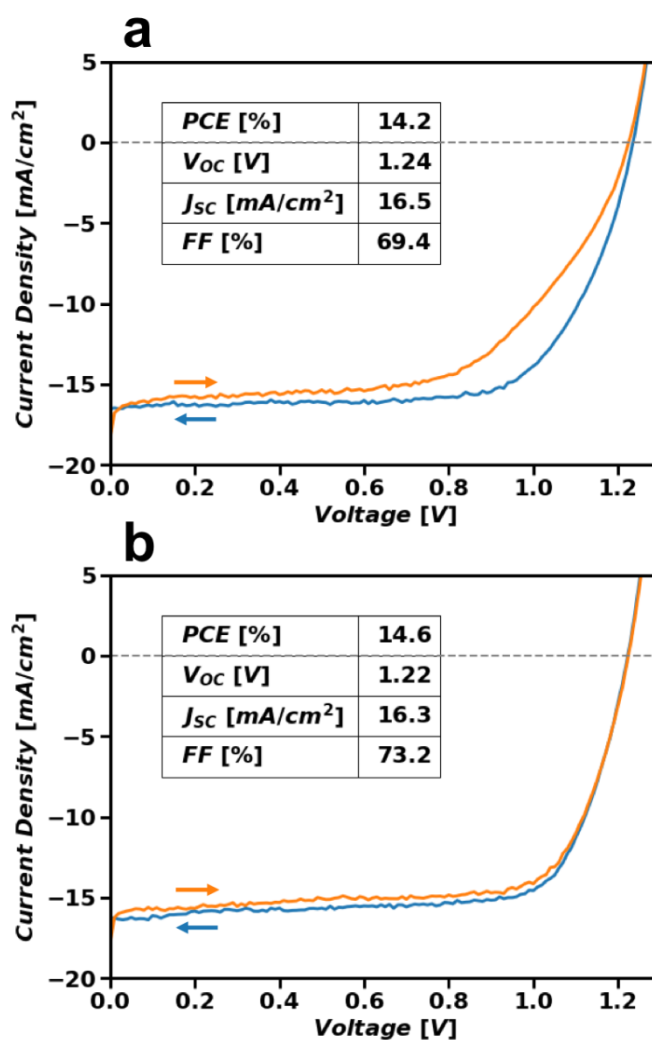 a
5
0
−5
−10
−15
−20
Current Density [mA/cm²]
PCE [%] 14.2
V_OC [V] 1.24
J_SC [mA/cm²] 16.5
FF [%] 69.4
0.0 0.2 0.4 0.6 0.8 1.0 1.2
Voltage [V]
b
5
0
−5
−10
−15
−20
Current Density [mA/cm²]
PCE [%] 14.6
V_OC [V] 1.22
J_SC [mA/cm²] 16.3
FF [%] 73.2
0.0 0.2 0.4 0.6 0.8 1.0 1.2
Voltage [V]